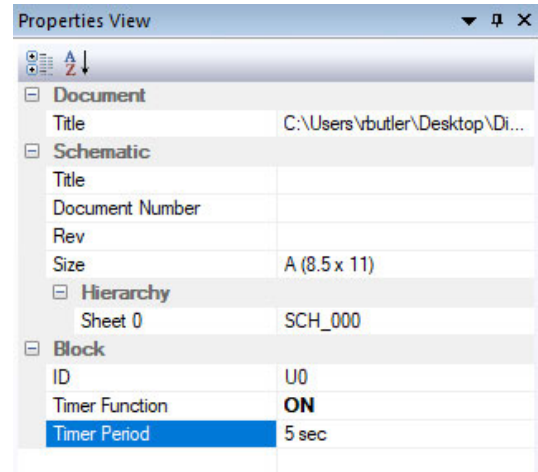 Properties View
Document
Title C:\Users\rbutler\Desktop\Di...
Schematic
Title
Document Number
Rev
Size A (8.5 x 11)
Hierarchy
Sheet 0 SCH_000
Block
ID U0
Timer Function ON
Timer Period 5 sec